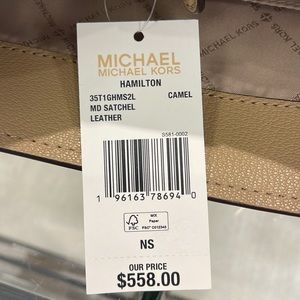 MICHAEL
MICHAEL KORS
HAMILTON
35T1GHMS2L CAMEL
MD SATCHEL
LEATHER
S581-0002
1 96163 78694 0
FSC
MIX
Paper
NS
OUR PRICE
$558.00